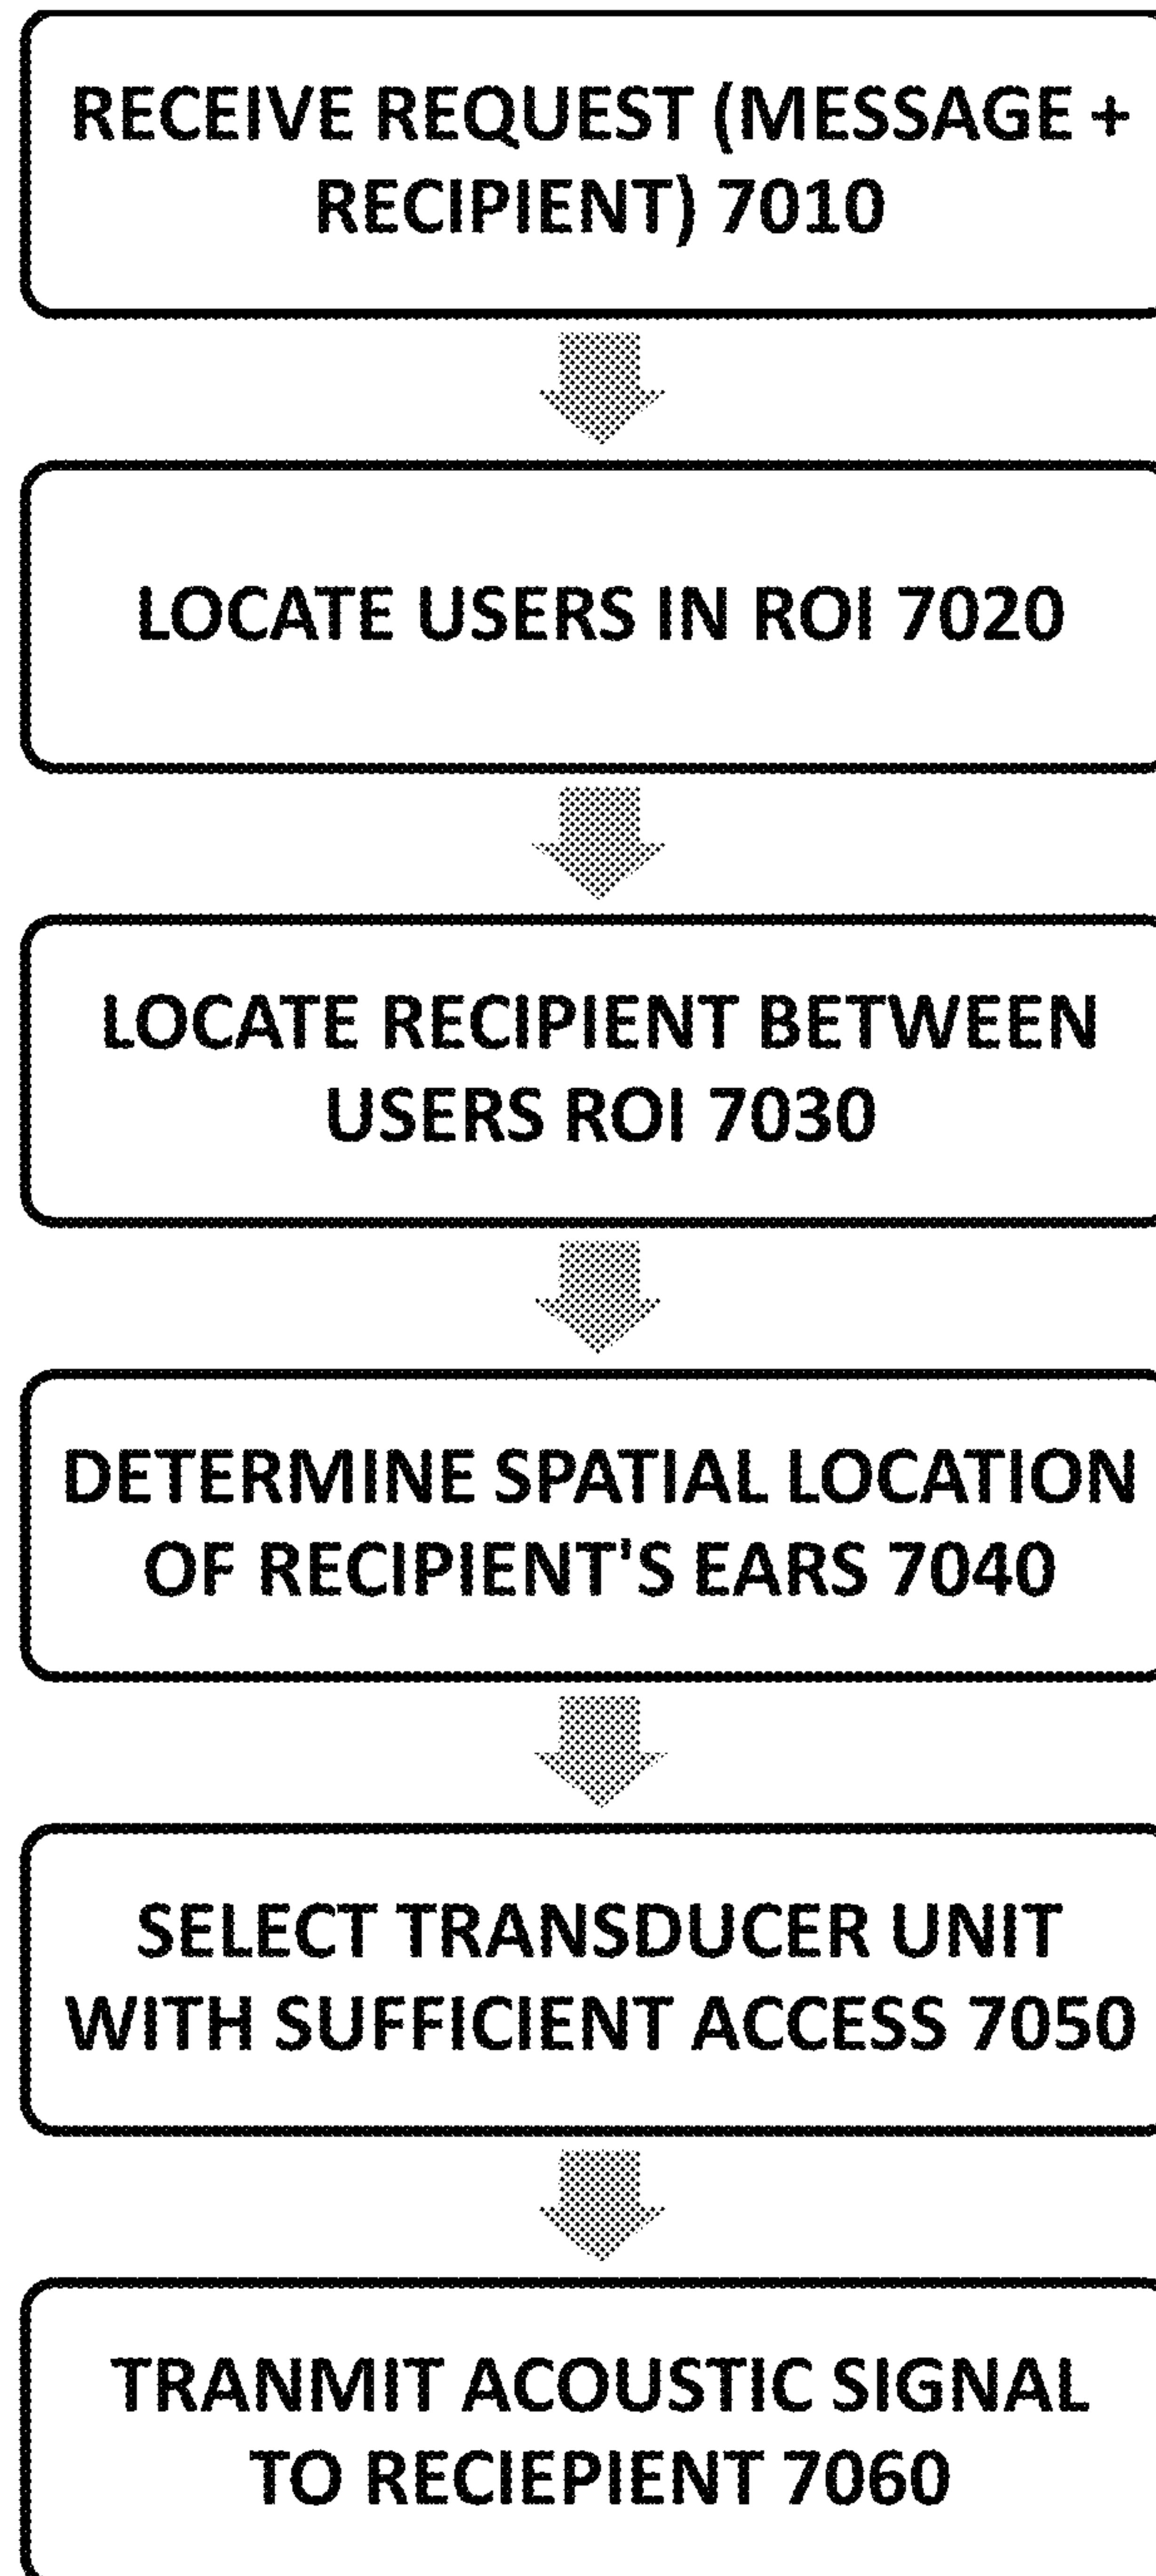 RECEIVE REQUEST (MESSAGE +
RECIPIENT) 7010
LOCATE USERS IN ROI 7020
LOCATE RECIPIENT BETWEEN
USERS ROI 7030
DETERMINE SPATIAL LOCATION
OF RECIPIENT'S EARS 7040
SELECT TRANSDUCER UNIT
WITH SUFFICIENT ACCESS 7050
TRANMIT ACOUSTIC SIGNAL
TO RECIEPIENT 7060